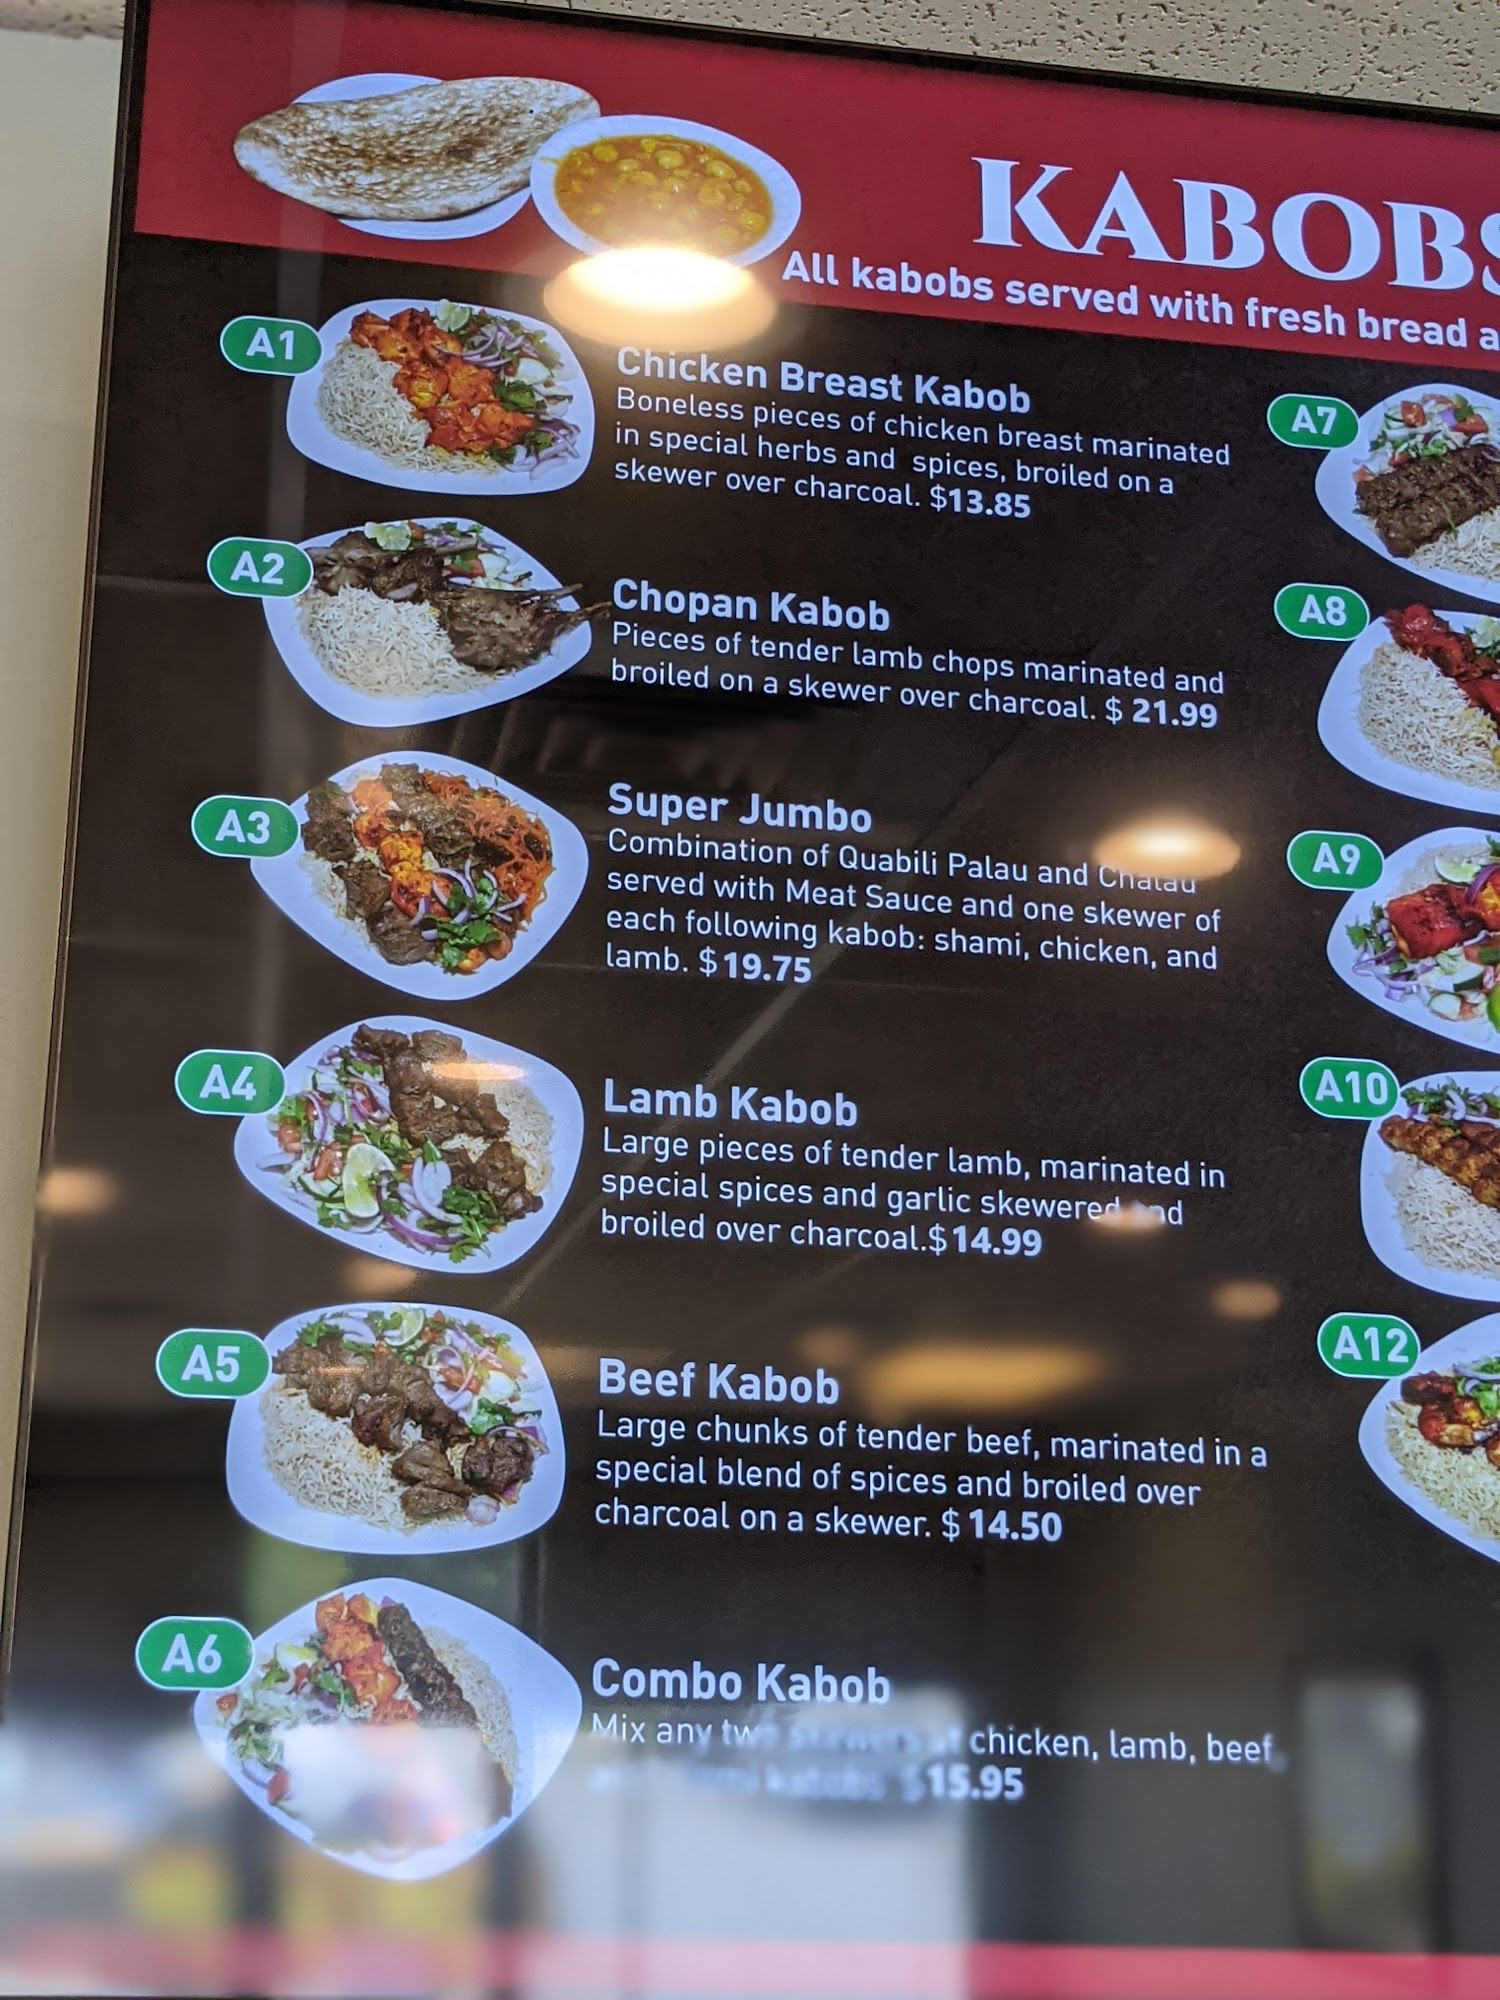 KABOBS
All kabobs served with fresh bread a
A1
Chicken Breast Kabob
Boneless pieces of chicken breast marinated
in special herbs and spices, broiled on a
skewer over charcoal. $13.85
A2
Chopan Kabob
Pieces of tender lamb chops marinated and
broiled on a skewer over charcoal. $ 21.99
A3
Super Jumbo
Combination of Quabili Palau and Chalau
served with Meat Sauce and one skewer of
each following kabob: shami, chicken, and
lamb. $19.75
A4
Lamb Kabob
Large pieces of tender lamb, marinated in
special spices and garlic skewered and
broiled over charcoal.$14.99
A5
Beef Kabob
Large chunks of tender beef, marinated in a
special blend of spices and broiled over
charcoal on a skewer. $14.50
A6
Combo Kabob
Mix any two skewers of chicken, lamb, beef,
kabobs. $15.95
A7
A8
A9
A10
A12